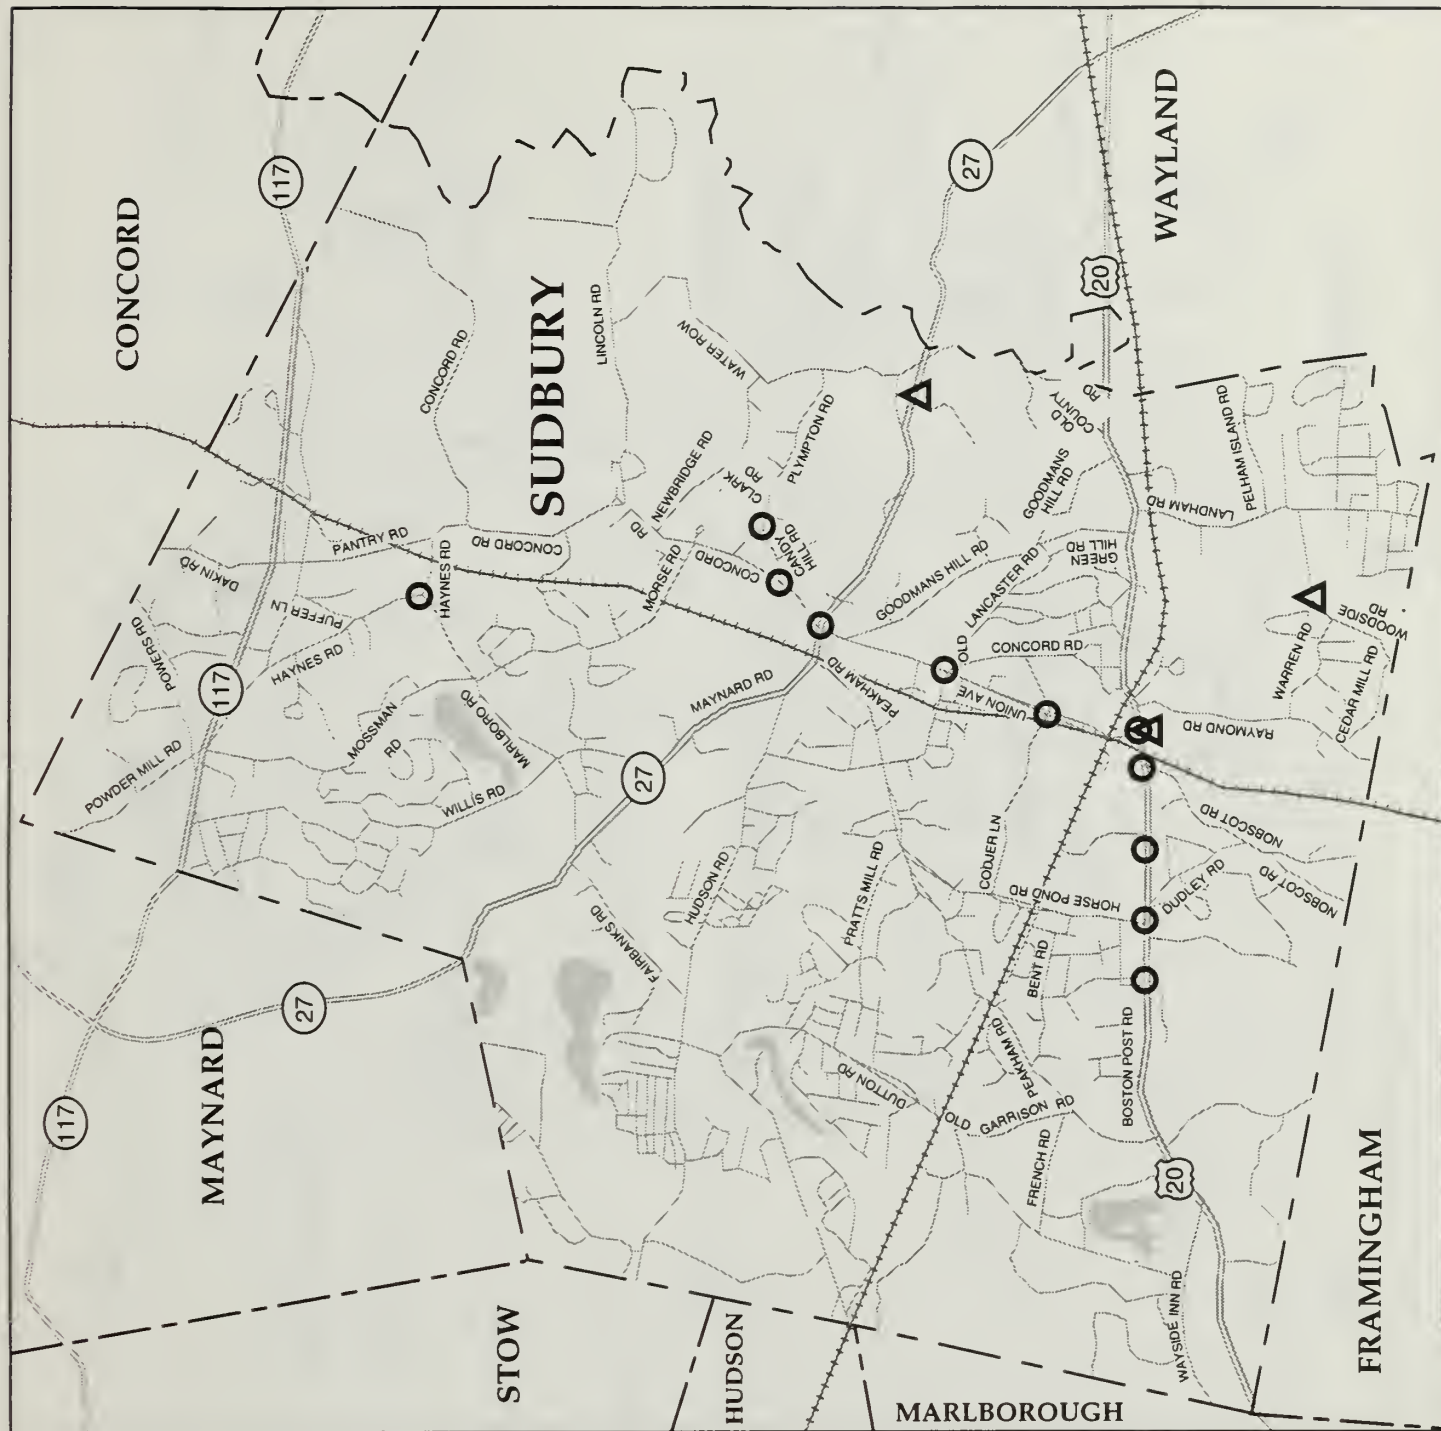 CONCORD
117
SUDBURY
CONCORD RD
LINCOLN RD
WATER ROW
27
WAYLAND
20
OLD
COUNTY
RD
PANTRY RD
DAKIN RD
PUFFER LN
POWERS RD
HAYNES RD
HAYNES RD
CONCORD RD
CONCORD
RD
NEWBRIDGE RD
CLARK
RD
PLYMPTON RD
CANDY
HILL RD
MORSE RD
GOODMANS
HILL RD
GOODMANS HILL RD
GREEN
HILL RD
LANDHAM RD
PELHAM ISLAND RD
OLD
LANCASTER RD
CONCORD RD
UNION AVE
PEAKHAM RD
MAYNARD RD
WOODSIDE
RD
WARREN RD
CEDAR MILL RD
RAYMOND RD
117
POWDER MILL RD
MOSSMAN
RD
MARLBORO RD
WILLIS RD
27
HUDSON RD
FAIRBANKS RD
PRATTS MILL RD
CODJER LN
HORSE POND RD
BENT RD
DUDLEY RD
NOBSCOT RD
NOBSCOT RD
MAYNARD
27
117
DUTTON RD
PEAKHAM RD
OLD
GARRISON RD
FRENCH RD
BOSTON POST RD
20
WAYSIDE INN RD
STOW
HUDSON
MARLBOROUGH
FRAMINGHAM